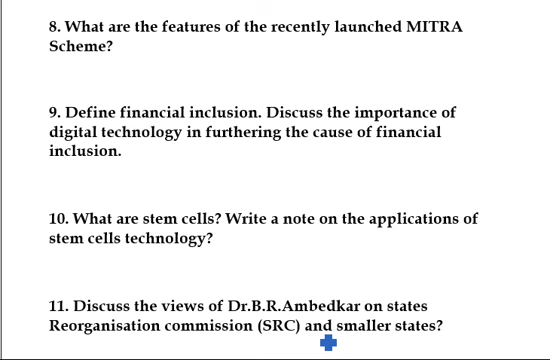 8. What are the features of the recently launched MITRA
Scheme?
9. Define financial inclusion. Discuss the importance of
digital technology in furthering the cause of financial
inclusion.
10. What are stem cells? Write a note on the applications of
stem cells technology?
11. Discuss the views of Dr.B.R.Ambedkar on states
Reorganisation commission (SRC) and smaller states?